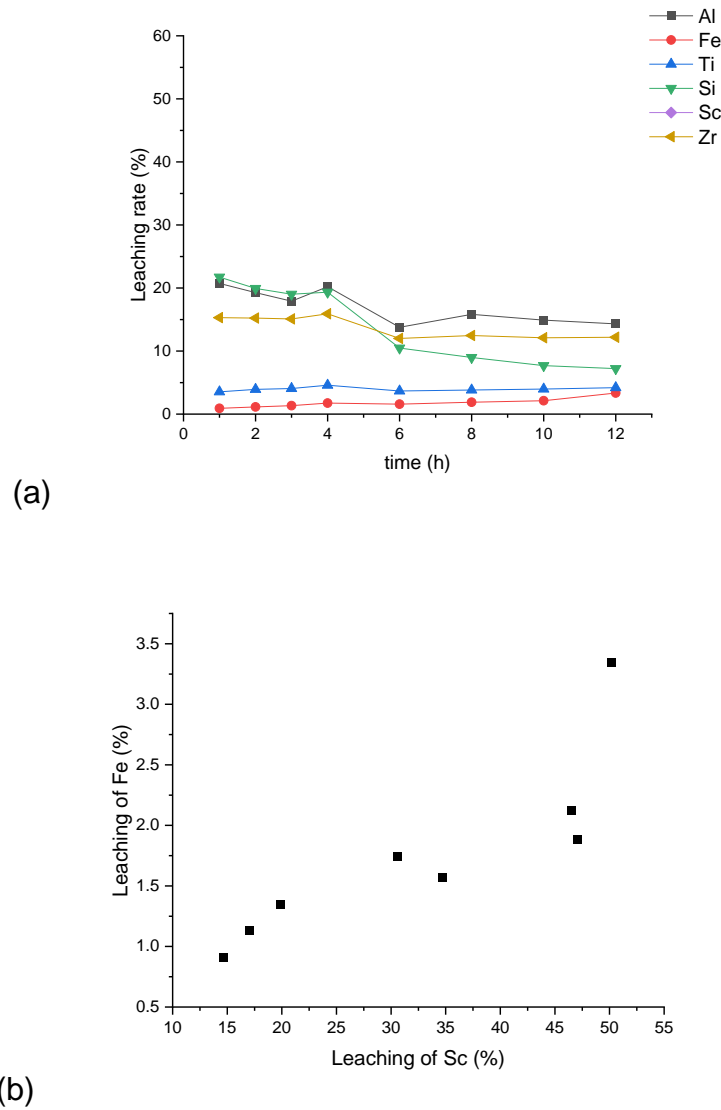 Al
Fe
Ti
Si
Sc
Zr
60
50
40
30
20
10
0
Leaching rate (%)
0 2 4 6 8 10 12
time (h)
(a)
3.5
3.0
2.5
2.0
1.5
1.0
0.5
Leaching of Fe (%)
10 15 20 25 30 35 40 45 50 55
Leaching of Sc (%)
(b)